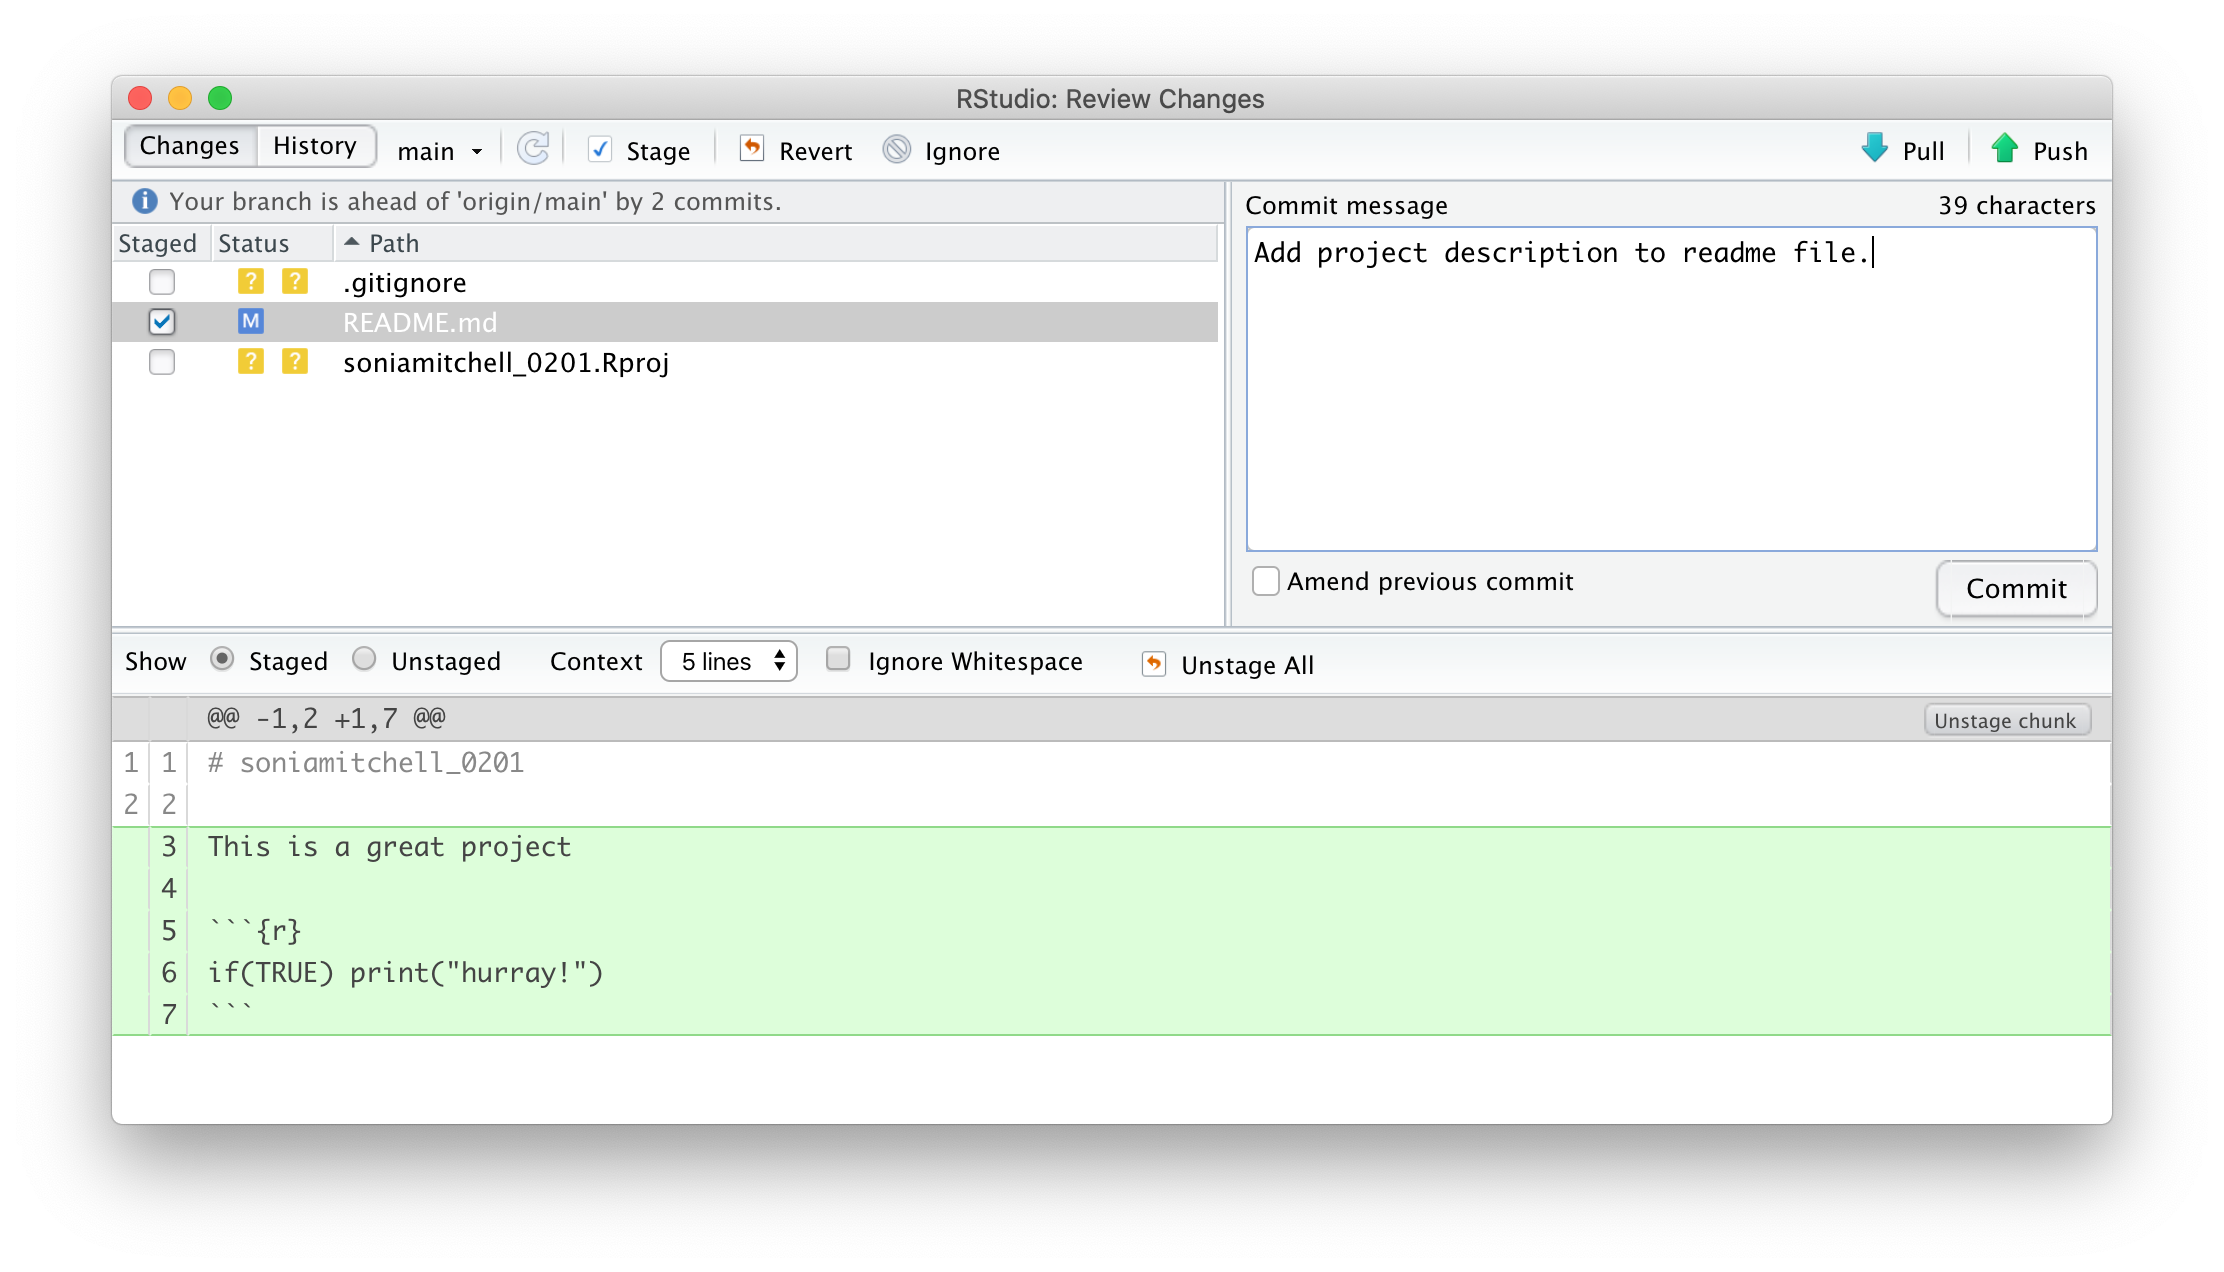 RStudio: Review Changes
Changes History main Stage Revert Ignore Pull Push
Your branch is ahead of 'origin/main' by 2 commits.
Staged Status Path
? ? .gitignore
M README.md
? ? soniamitchell_0201.Rproj
Commit message 39 characters
Add project description to readme file.
Amend previous commit Commit
Show Staged Unstaged Context 5 lines Ignore Whitespace Unstage All
@@ -1,2 +1,7 @@ Unstage chunk
1 1 # soniamitchell_0201
2 2
3 This is a great project
4
5 ```{r}
6 if(TRUE) print("hurray!")
7 ```